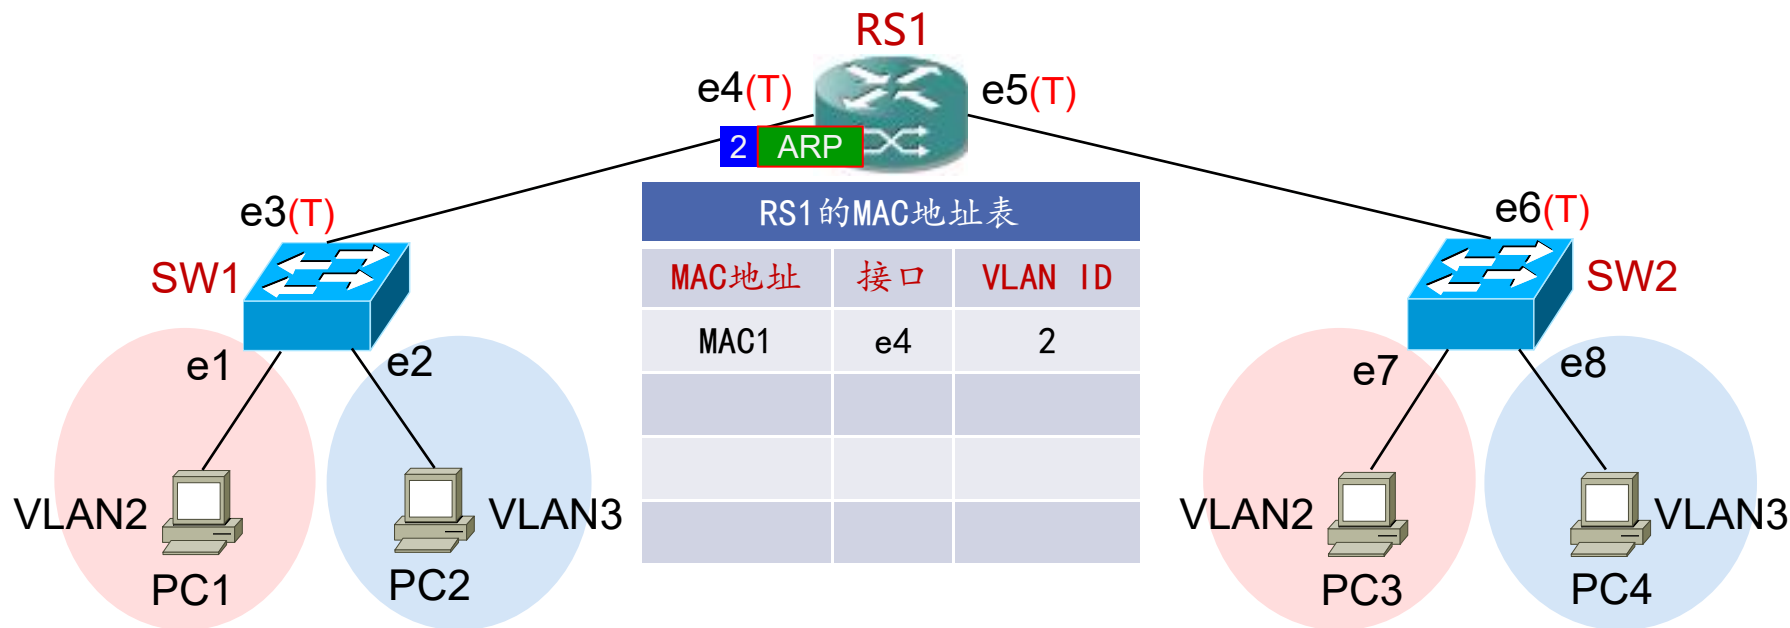 RS1
e4(T)
e5(T)
2 ARP
e3(T)
e6(T)
SW1
SW2
RS1的MAC地址表
MAC地址 接口 VLAN ID
MAC1 e4 2
e1
e2
e7
e8
VLAN2
VLAN3
VLAN2
VLAN3
PC1
PC2
PC3
PC4